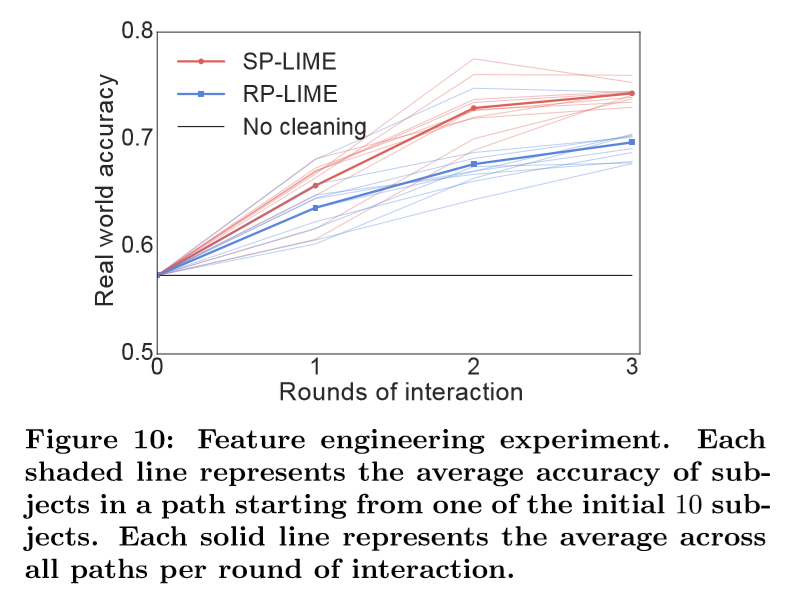 0.8
0.7
0.6
0.5
Real world accuracy
SP-LIME
RP-LIME
No cleaning
0 1 2 3
Rounds of interaction
Figure 10: Feature engineering experiment. Each
shaded line represents the average accuracy of sub-
jects in a path starting from one of the initial 10 sub-
jects. Each solid line represents the average across
all paths per round of interaction.